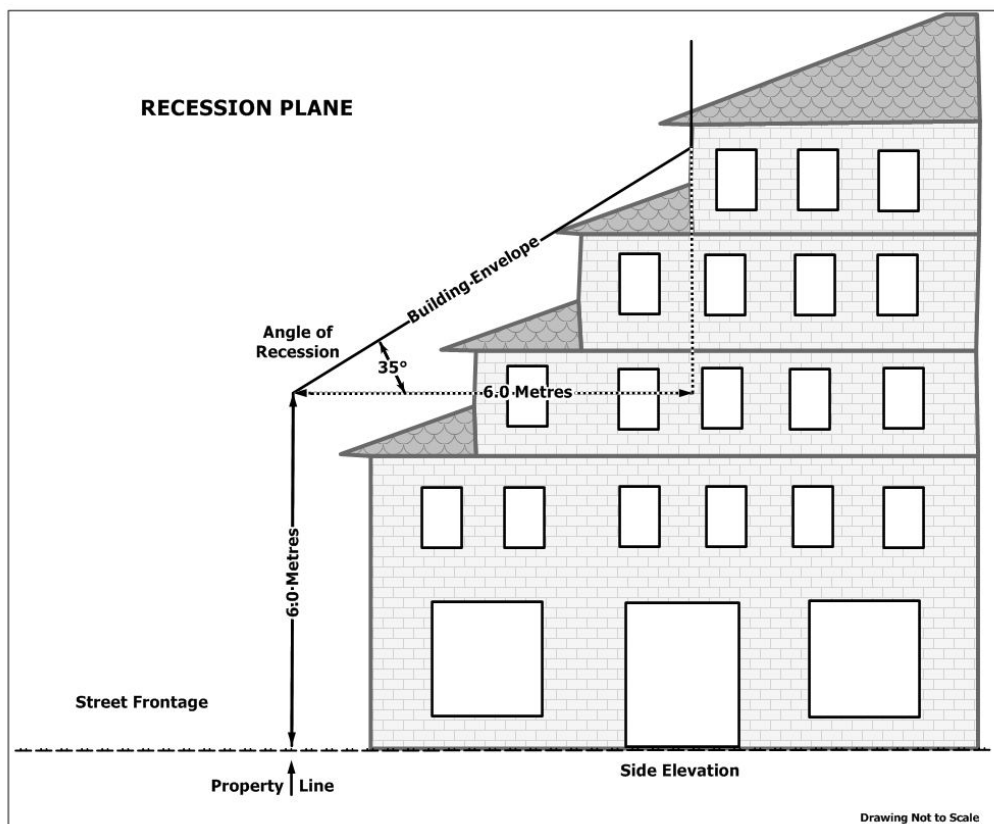 RECESSION PLANE
Building Envelope
Angle of
Recession
35°
6.0 Metres
6.0 Metres
Street Frontage
Property Line
Side Elevation
Drawing Not to Scale